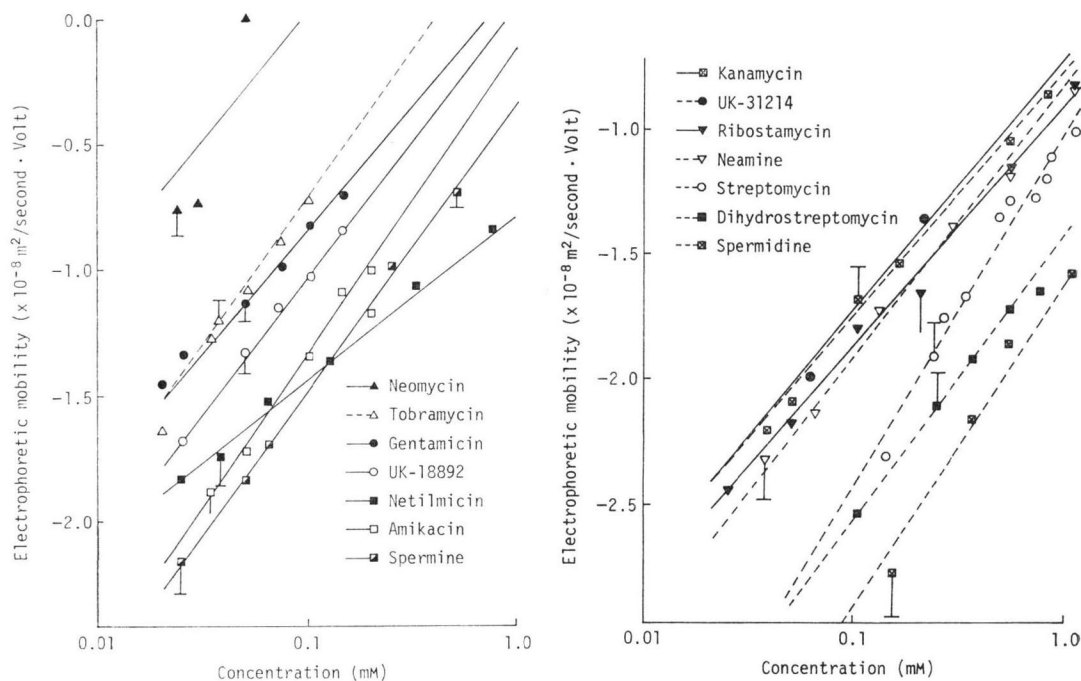 0.0
-0.5
-1.0
-1.5
-2.0
Electrophoretic mobility (x 10-8 m2/second · Volt)
Neomycin
Tobramycin
Gentamicin
UK-18892
Netilmicin
Amikacin
Spermine
0.01
0.1
1.0
Concentration (mM)
Kanamycin
UK-31214
Ribostamycin
Neamine
Streptomycin
Dihydrostreptomycin
Spermidine
-1.0
-1.5
-2.0
-2.5
Electrophoretic mobility (x 10-8 m2/second · Volt)
0.01
0.1
1.0
Concentration (mM)